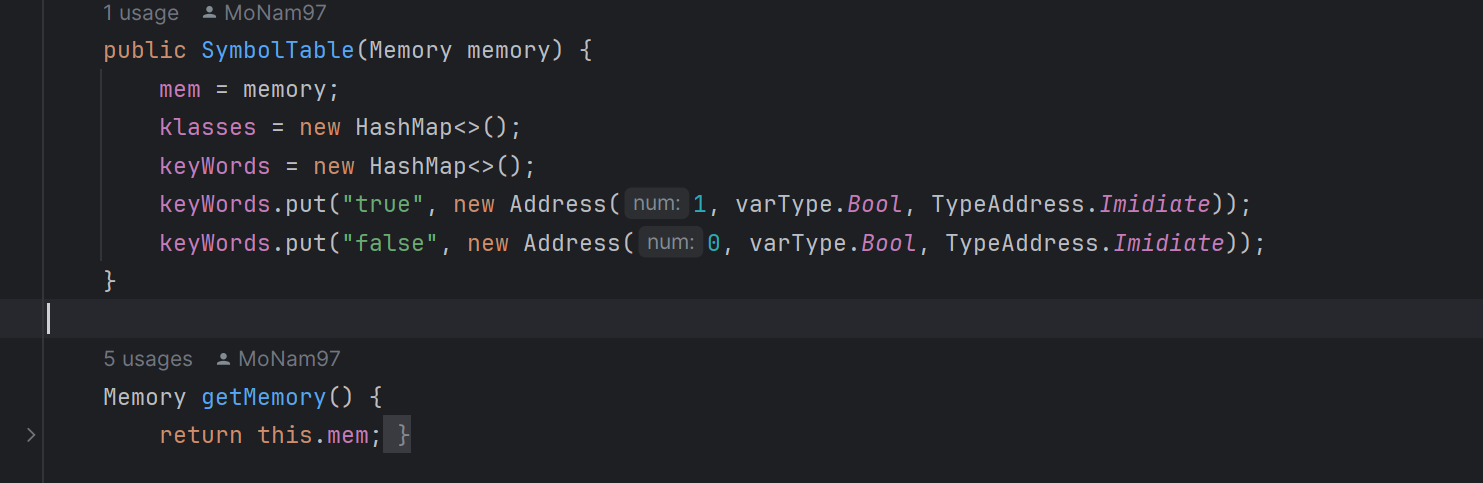 1 usage MoNam97
public SymbolTable(Memory memory) {
mem = memory;
klasses = new HashMap<>();
keyWords = new HashMap<>();
keyWords.put("true", new Address( num: 1, varType.Bool, TypeAddress.Imidiate));
keyWords.put("false", new Address( num: 0, varType.Bool, TypeAddress.Imidiate));
}
5 usages MoNam97
Memory getMemory() {
return this.mem; }